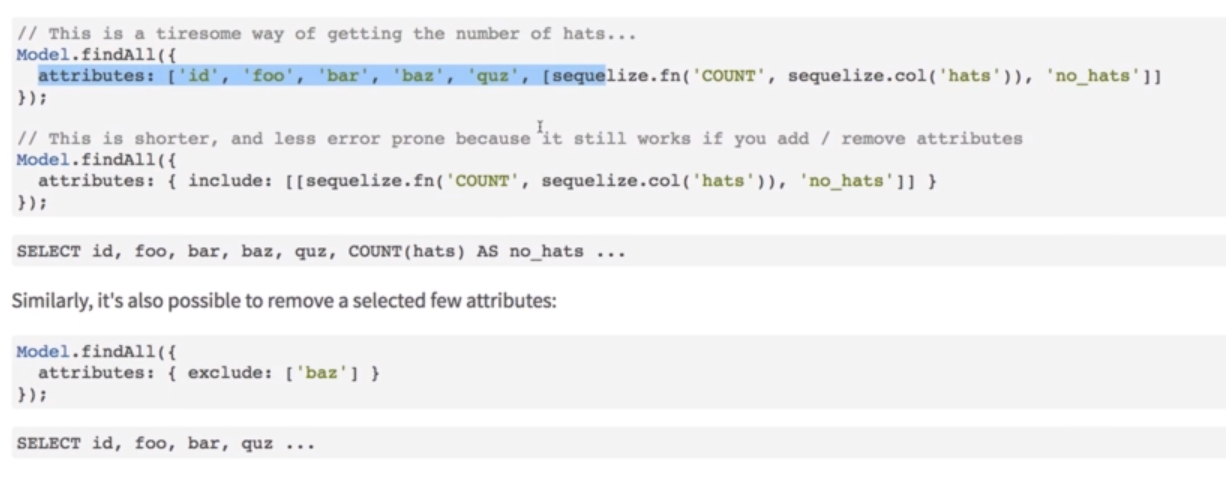 // This is a tiresome way of getting the number of hats...
Model.findAll({
  attributes: ['id', 'foo', 'bar', 'baz', 'quz', [sequelize.fn('COUNT', sequelize.col('hats')), 'no_hats']]
});
// This is shorter, and less error prone because it still works if you add / remove attributes
Model.findAll({
  attributes: { include: [[sequelize.fn('COUNT', sequelize.col('hats')), 'no_hats']] }
});
SELECT id, foo, bar, baz, quz, COUNT(hats) AS no_hats ...
Similarly, it's also possible to remove a selected few attributes:
Model.findAll({
  attributes: { exclude: ['baz'] }
});
SELECT id, foo, bar, quz ...